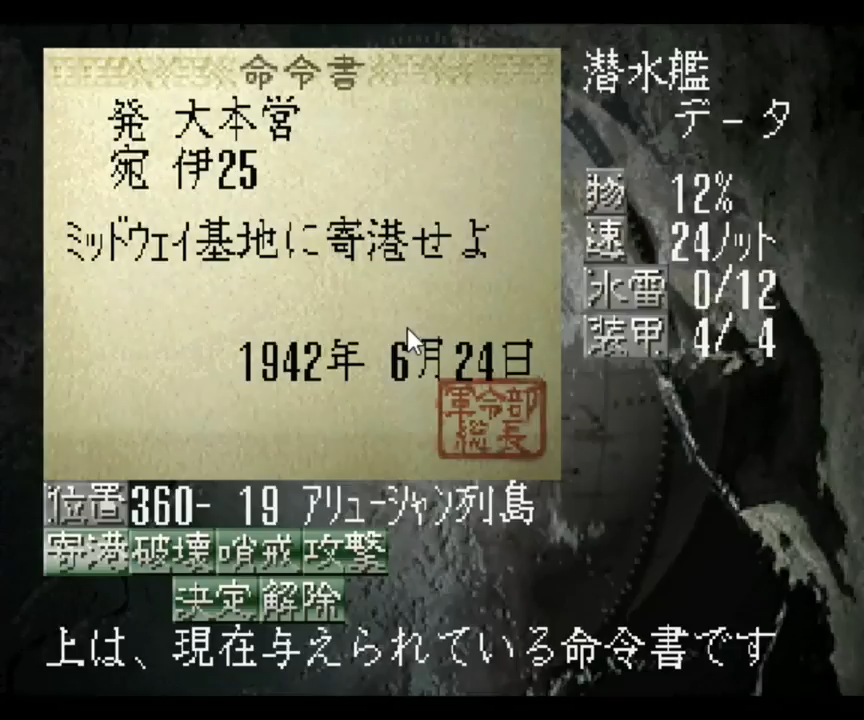 命令書
発 大本営
宛 伊25
ﾐｯﾄﾞｳｪｲ基地に寄港せよ
1942年 6月24日
軍令部
総長
潜水艦
データ
物 12%
速 24ﾉｯﾄ
氷雷 0/12
装甲 4/ 4
位置360- 19 ｱﾘｭｰｼｬﾝ列島
寄港 破壊 哨戒 攻撃
決定 解除
上は、現在与えられている命令書です